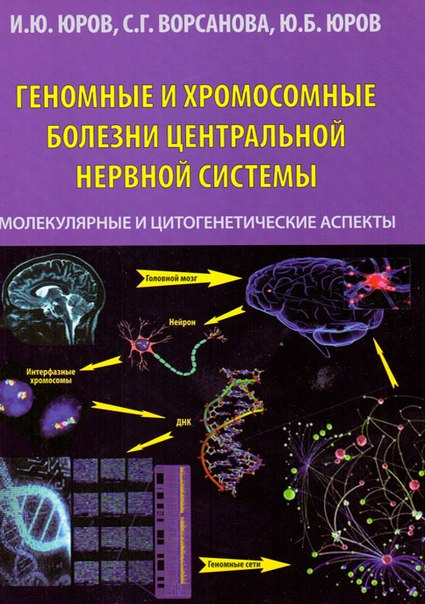 И.Ю. ЮРОВ, С.Г. ВОРСАНОВА, Ю.Б. ЮРОВ
ГЕНОМНЫЕ И ХРОМОСОМНЫЕ
БОЛЕЗНИ ЦЕНТРАЛЬНОЙ
НЕРВНОЙ СИСТЕМЫ
МОЛЕКУЛЯРНЫЕ И ЦИТОГЕНЕТИЧЕСКИЕ АСПЕКТЫ
Головной мозг
Нейрон
Интерфазные
хромосомы
ДНК
Геномные сети